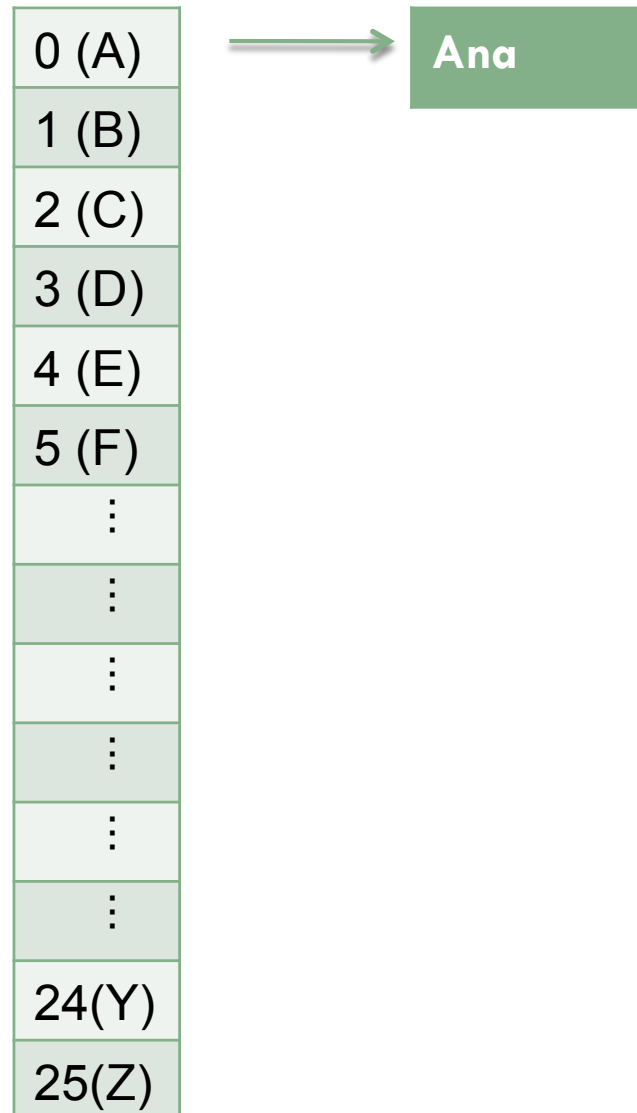 0 (A)
Ana
1 (B)
2 (C)
3 (D)
4 (E)
5 (F)
⋮
⋮
⋮
⋮
⋮
⋮
24(Y)
25(Z)